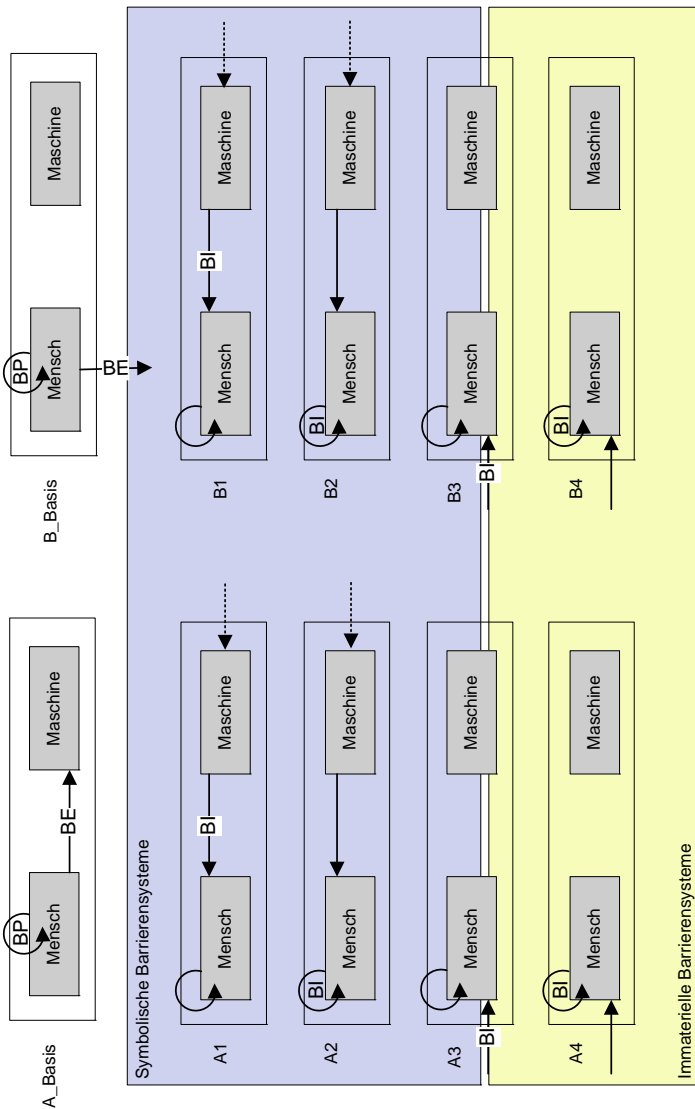 A_Basis
BP
Mensch
BE
Maschine
B_Basis
BP
Mensch
Maschine
BE
Symbolische Barrierensysteme
A1
Mensch
BI
Maschine
B1
Mensch
BI
Maschine
A2
BI
Mensch
Maschine
B2
BI
Mensch
Maschine
A3
BI
Mensch
Maschine
B3
BI
Mensch
Maschine
A4
BI
Mensch
Maschine
B4
BI
Mensch
Maschine
Immaterielle Barrierensysteme